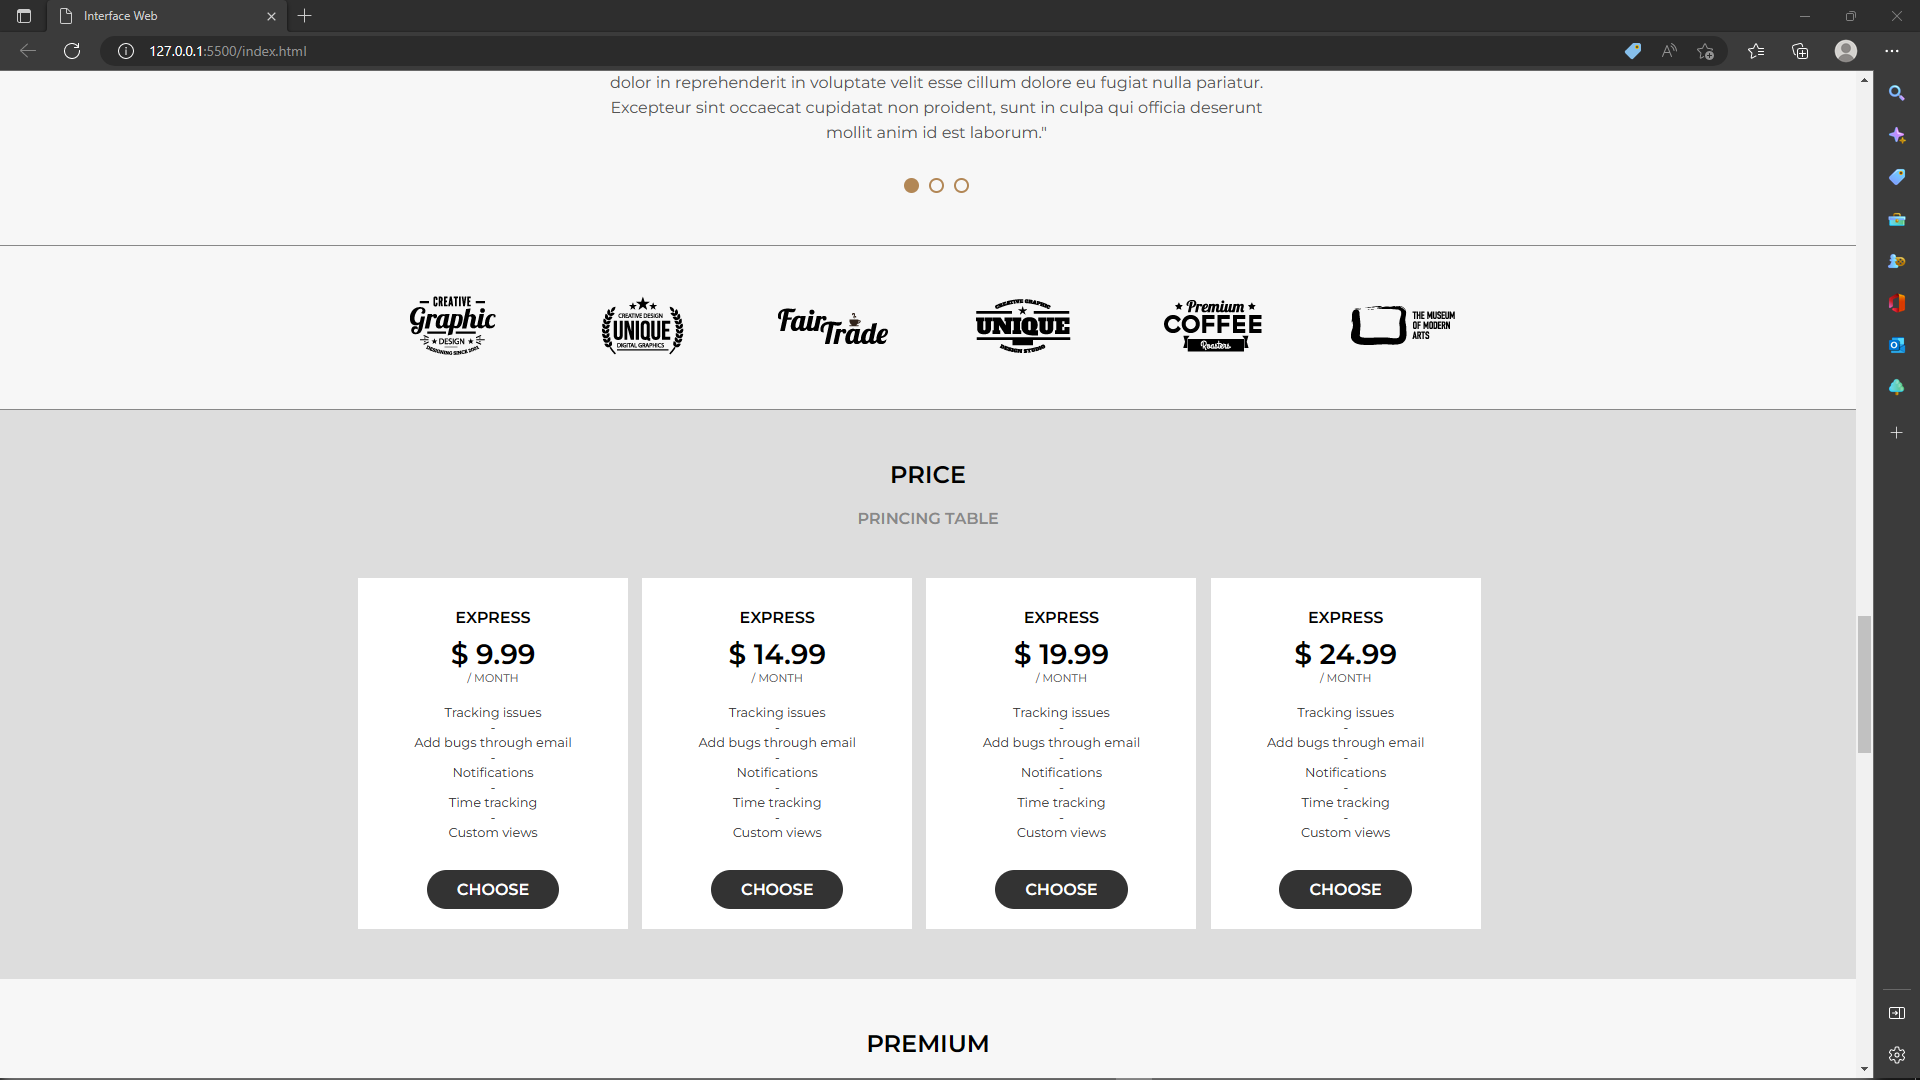 Interface Web
127.0.0.1:5500/index.html
dolor in reprehenderit in voluptate velit esse cillum dolore eu fugiat nulla pariatur.
Excepteur sint occaecat cupidatat non proident, sunt in culpa qui officia deserunt
mollit anim id est laborum."
CREATIVE
Graphic
DESIGN
DESIGNING SINCE
CREATIVE DESIGN
UNIQUE
DIGITAL GRAPHICS
Fair Trade
CREATIVE GRAPHIC
UNIQUE
DESIGN STUDIO
Premium
COFFEE
Roasters
THE MUSEUM
OF MODERN
ARTS
PRICE
PRINCING TABLE
EXPRESS
$ 9.99
/ MONTH
Tracking issues
-
Add bugs through email
-
Notifications
-
Time tracking
-
Custom views
CHOOSE
EXPRESS
$ 14.99
/ MONTH
Tracking issues
-
Add bugs through email
-
Notifications
-
Time tracking
-
Custom views
CHOOSE
EXPRESS
$ 19.99
/ MONTH
Tracking issues
-
Add bugs through email
-
Notifications
-
Time tracking
-
Custom views
CHOOSE
EXPRESS
$ 24.99
/ MONTH
Tracking issues
-
Add bugs through email
-
Notifications
-
Time tracking
-
Custom views
CHOOSE
PREMIUM